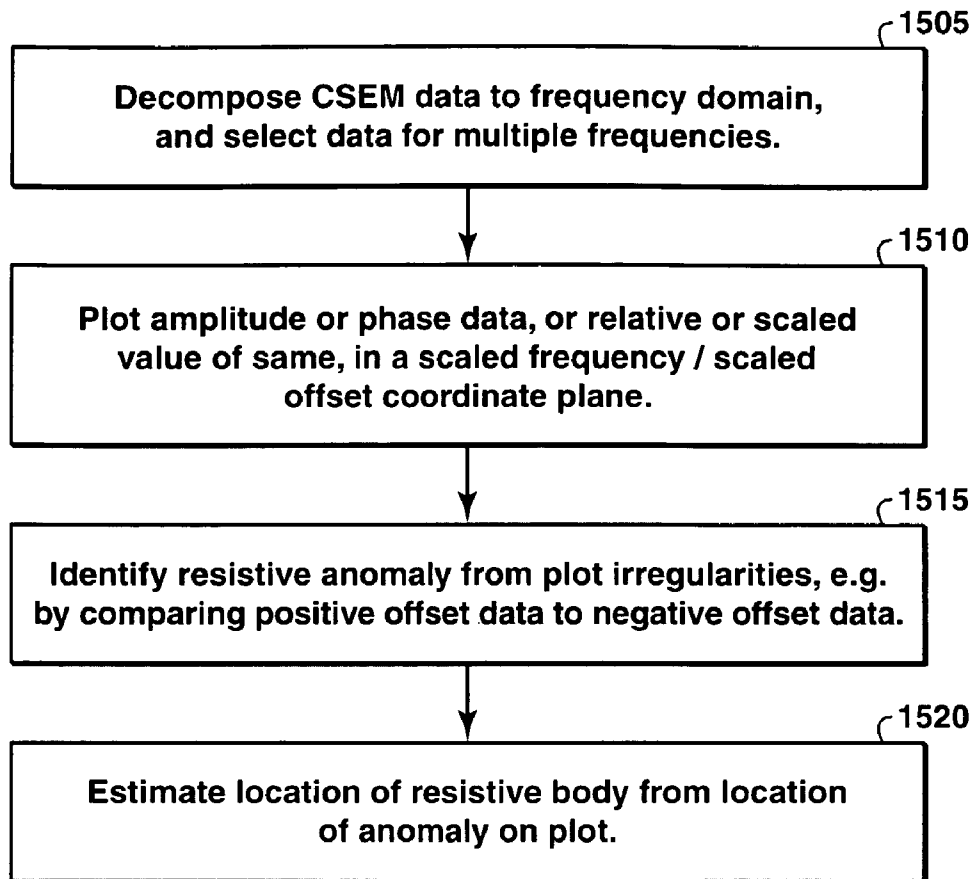 1505
Decompose CSEM data to frequency domain,
and select data for multiple frequencies.
1510
Plot amplitude or phase data, or relative or scaled
value of same, in a scaled frequency / scaled
offset coordinate plane.
1515
Identify resistive anomaly from plot irregularities, e.g.
by comparing positive offset data to negative offset data.
1520
Estimate location of resistive body from location
of anomaly on plot.